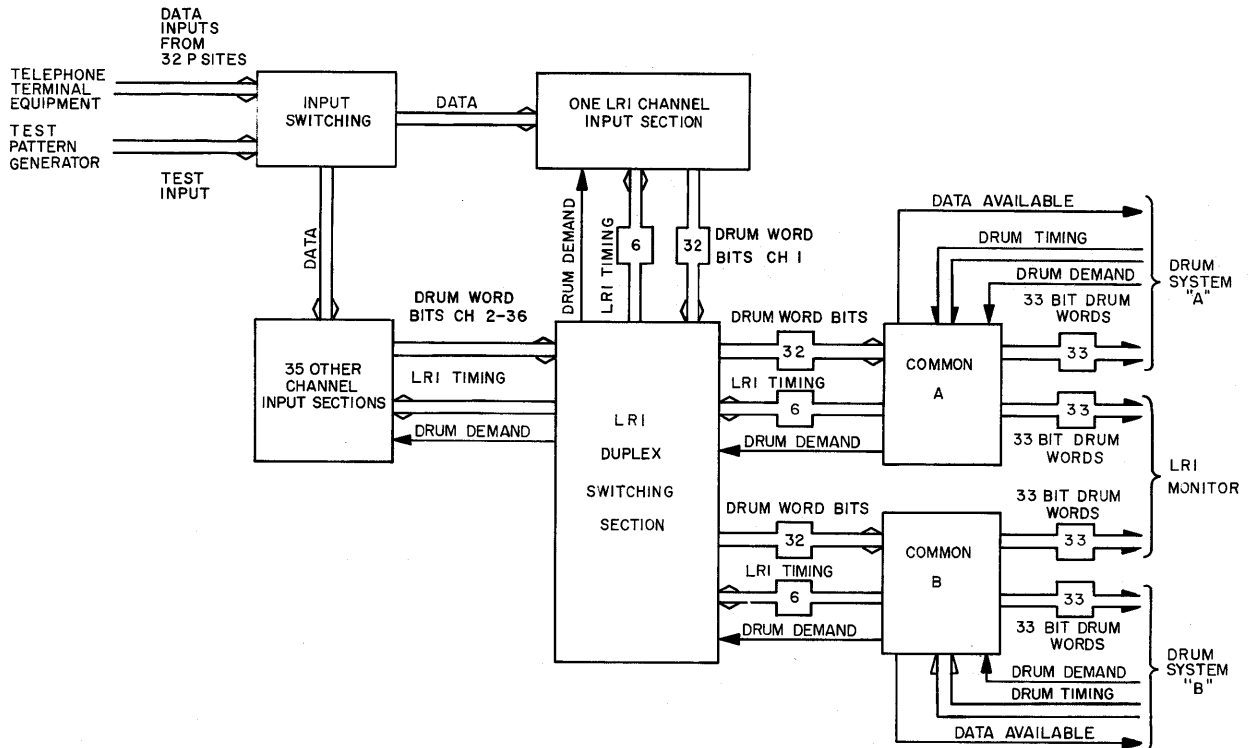 DATA
INPUTS
FROM
32 P SITES
TELEPHONE
TERMINAL
EQUIPMENT
TEST
PATTERN
GENERATOR
TEST
INPUT
INPUT
SWITCHING
DATA
ONE LRI CHANNEL
INPUT SECTION
DATA
DRUM DEMAND
LRI TIMING
6
32
DRUM WORD
BITS CH 1
DRUM WORD
BITS CH 2-36
35 OTHER
CHANNEL
INPUT SECTIONS
LRI TIMING
DRUM DEMAND
LRI
DUPLEX
SWITCHING
SECTION
DRUM WORD BITS
32
LRI TIMING
6
DRUM DEMAND
DRUM WORD BITS
32
LRI TIMING
6
DRUM DEMAND
COMMON
A
COMMON
B
DATA AVAILABLE
DRUM TIMING
DRUM DEMAND
33 BIT DRUM
WORDS
33
33
33 BIT DRUM
WORDS
33 BIT DRUM
WORDS
33
33
33 BIT DRUM
WORDS
DRUM DEMAND
DRUM TIMING
DATA AVAILABLE
DRUM
SYSTEM
"A"
LRI
MONITOR
DRUM
SYSTEM
"B"